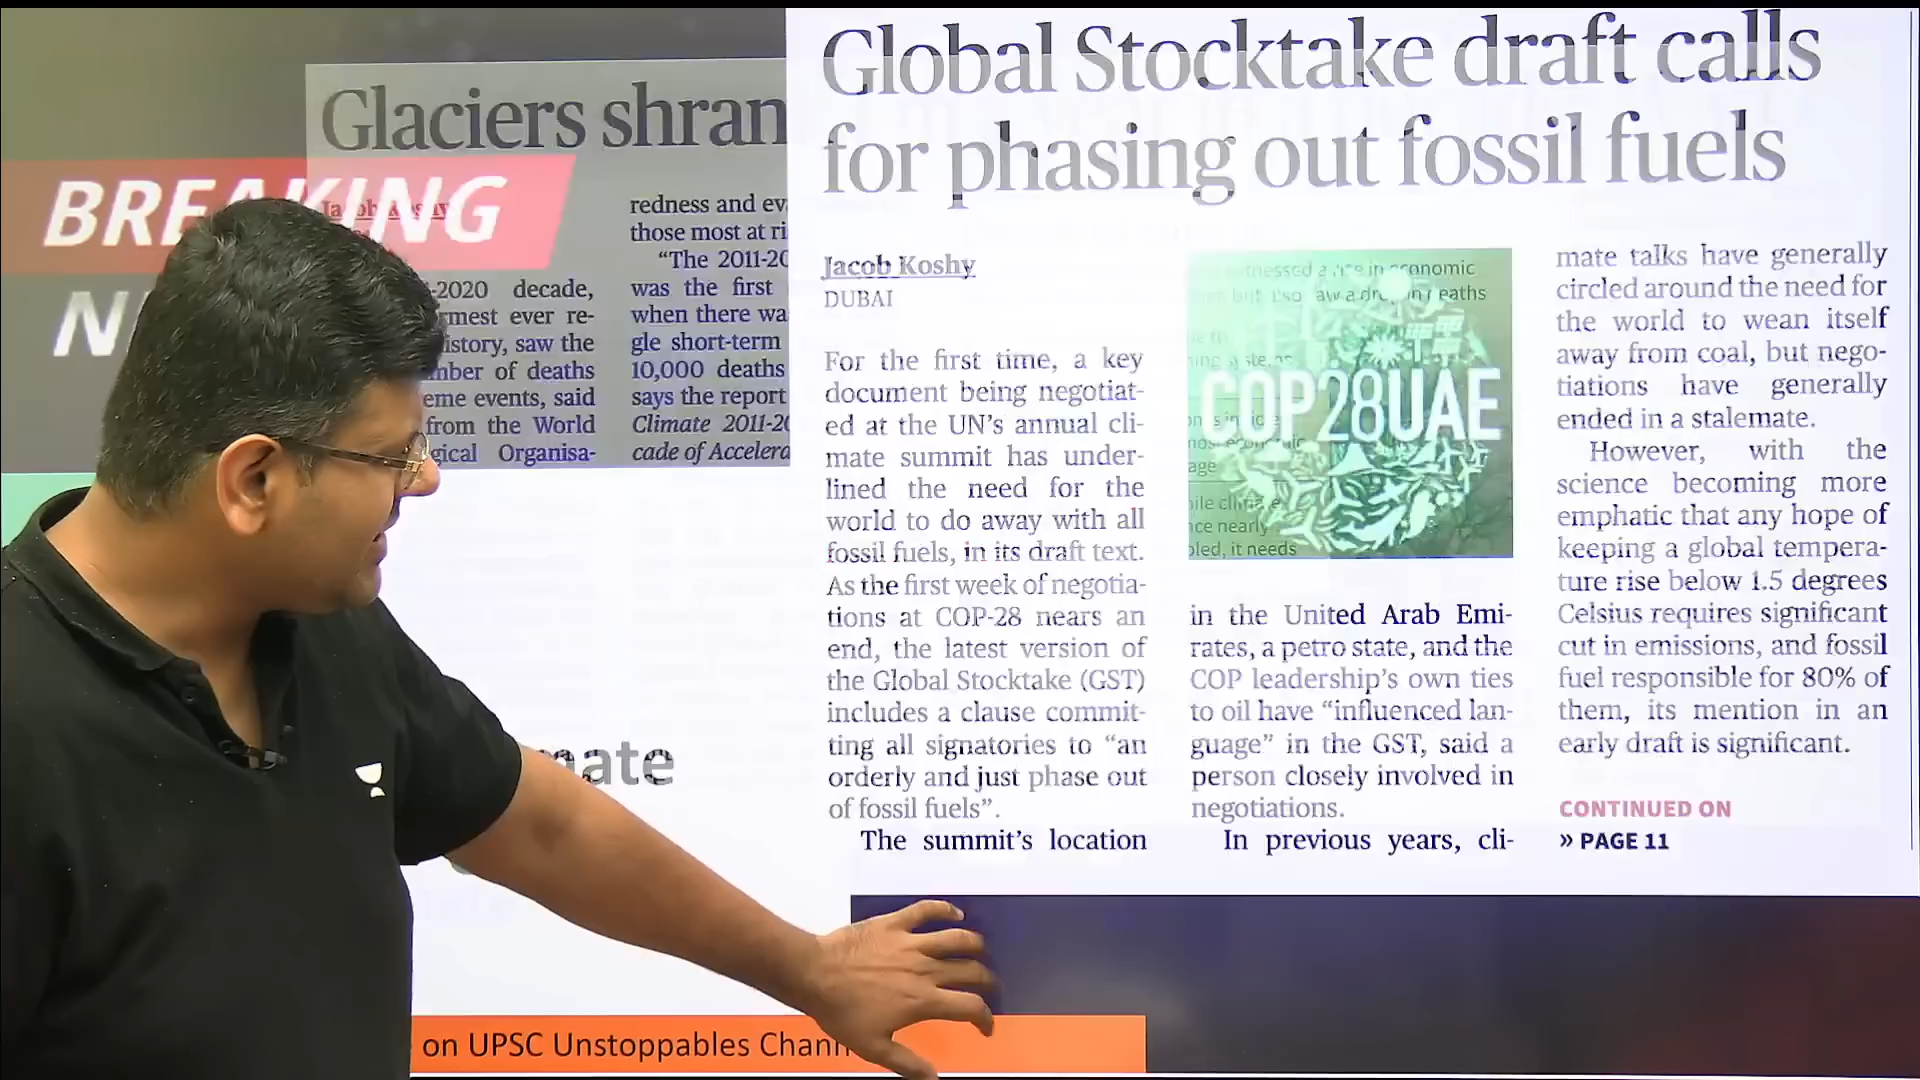 Global Stocktake draft calls
for phasing out fossil fuels
Jacob Koshy
DUBAI
For the first time, a key
document being negotiat-
ed at the UN's annual cli-
mate summit has under-
lined the need for the
world to do away with all
fossil fuels, in its draft text.
As the first week of negotia-
tions at COP-28 nears an
end, the latest version of
the Global Stocktake (GST)
includes a clause commit-
ting all signatories to “an
orderly and just phase out
of fossil fuels”.
The summit's location
COP28UAE
in the United Arab Emi-
rates, a petro state, and the
COP leadership's own ties
to oil have “influenced lan-
guage” in the GST, said a
person closely involved in
negotiations.
In previous years, cli-
mate talks have generally
circled around the need for
the world to wean itself
away from coal, but nego-
tiations have generally
ended in a stalemate.
However, with the
science becoming more
emphatic that any hope of
keeping a global tempera-
ture rise below 1.5 degrees
Celsius requires significant
cut in emissions, and fossil
fuel responsible for 80% of
them, its mention in an
early draft is significant.
CONTINUED ON
» PAGE 11
Glaciers shran
BREAKING
N
Jacob Koshy
-2020 decade,
rmest ever re-
istory, saw the
mber of deaths
eme events, said
from the World
gical Organisa-
redness and ev
those most at ri
“The 2011-20
was the first
when there wa
gle short-term
10,000 deaths
says the report
Climate 2011-20
cade of Accelera
mate
on UPSC Unstoppables Chann